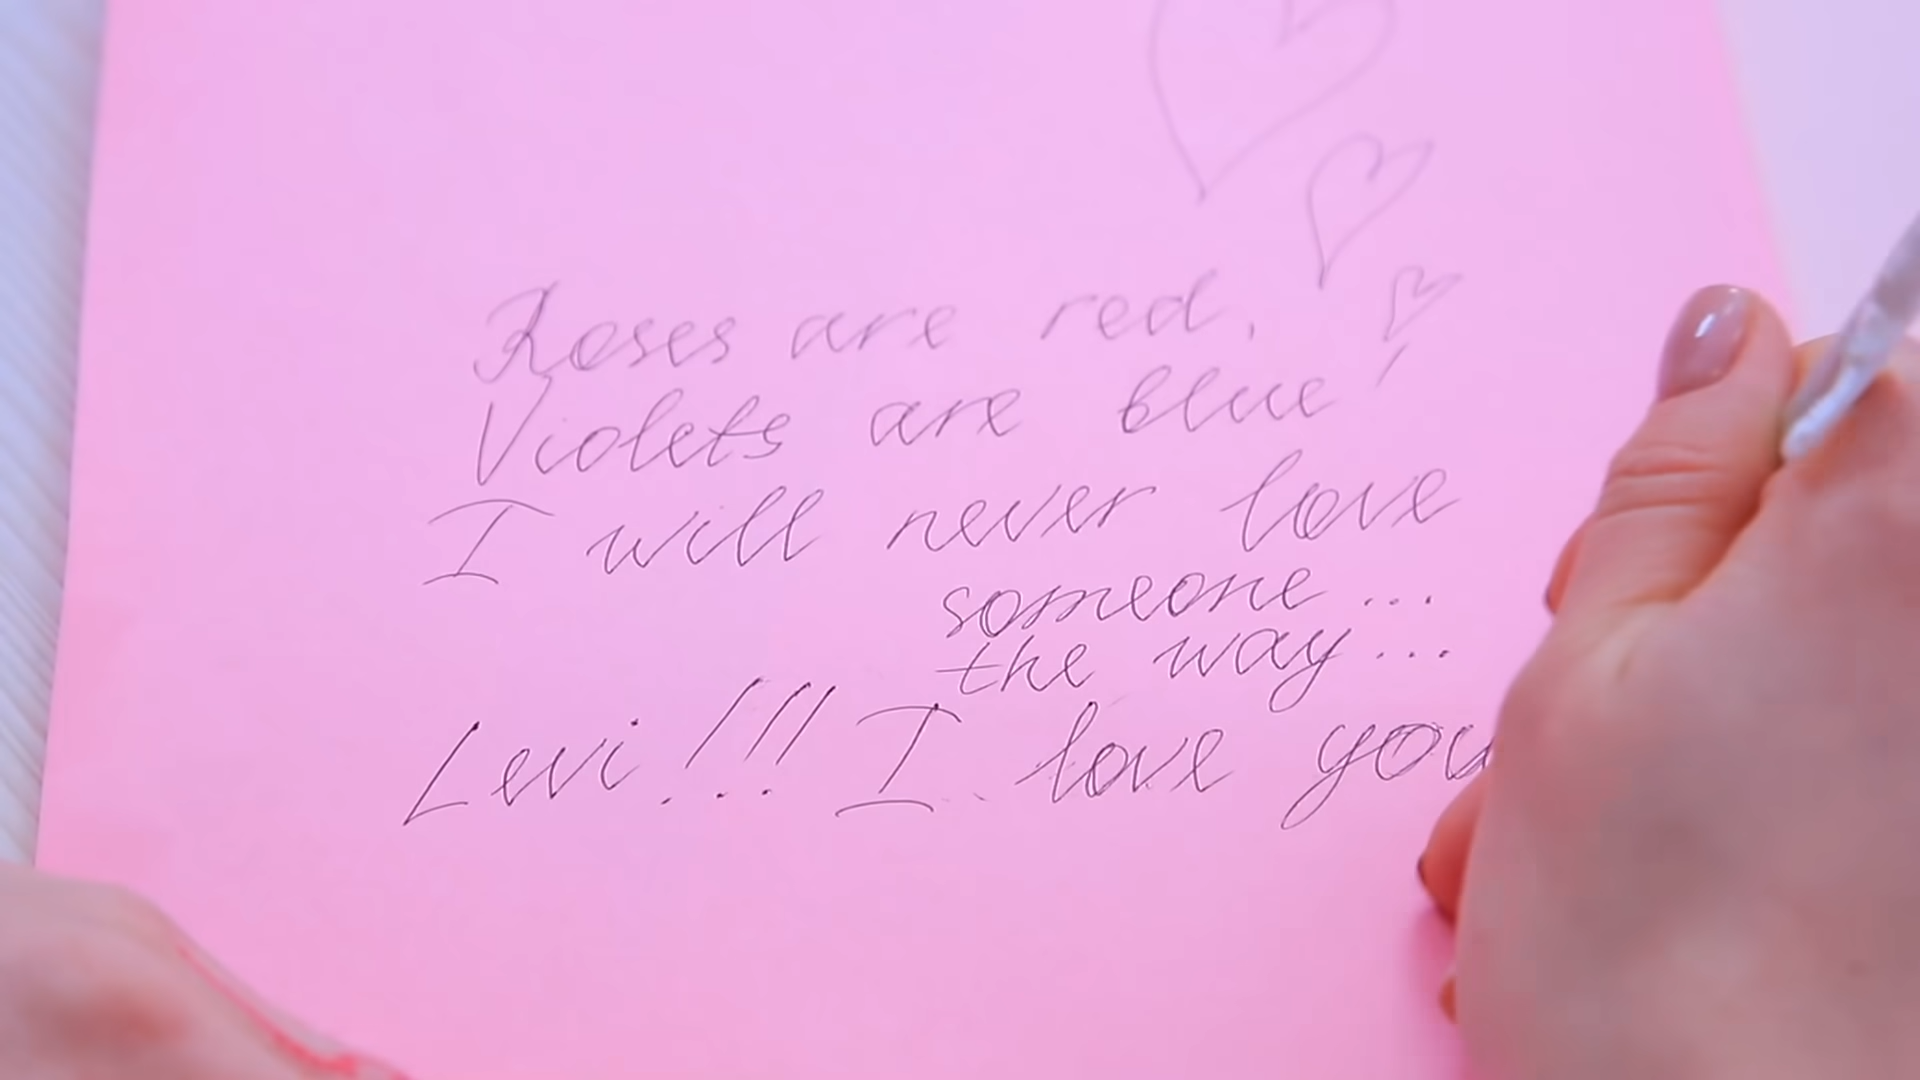 Roses are red,
Violets are blue!
I will never love
someone...
the way...
Levi!!! I love you